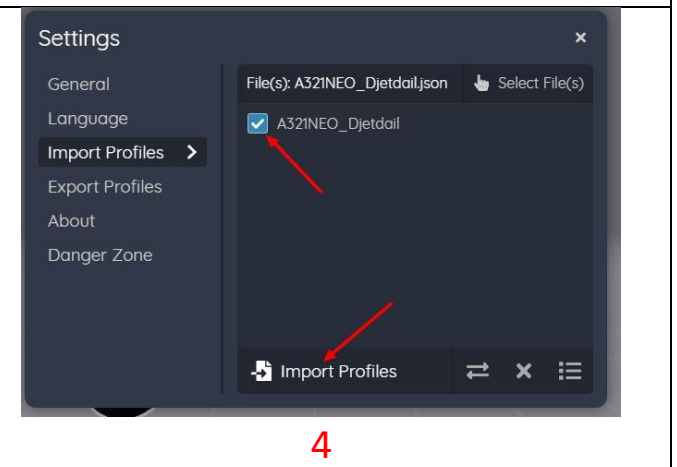 Settings
×
General
Language
Import Profiles
Export Profiles
About
Danger Zone
File(s): A321NEO_Djetdail.json
Select File(s)
A321NEO_Djetdail
Import Profiles
4